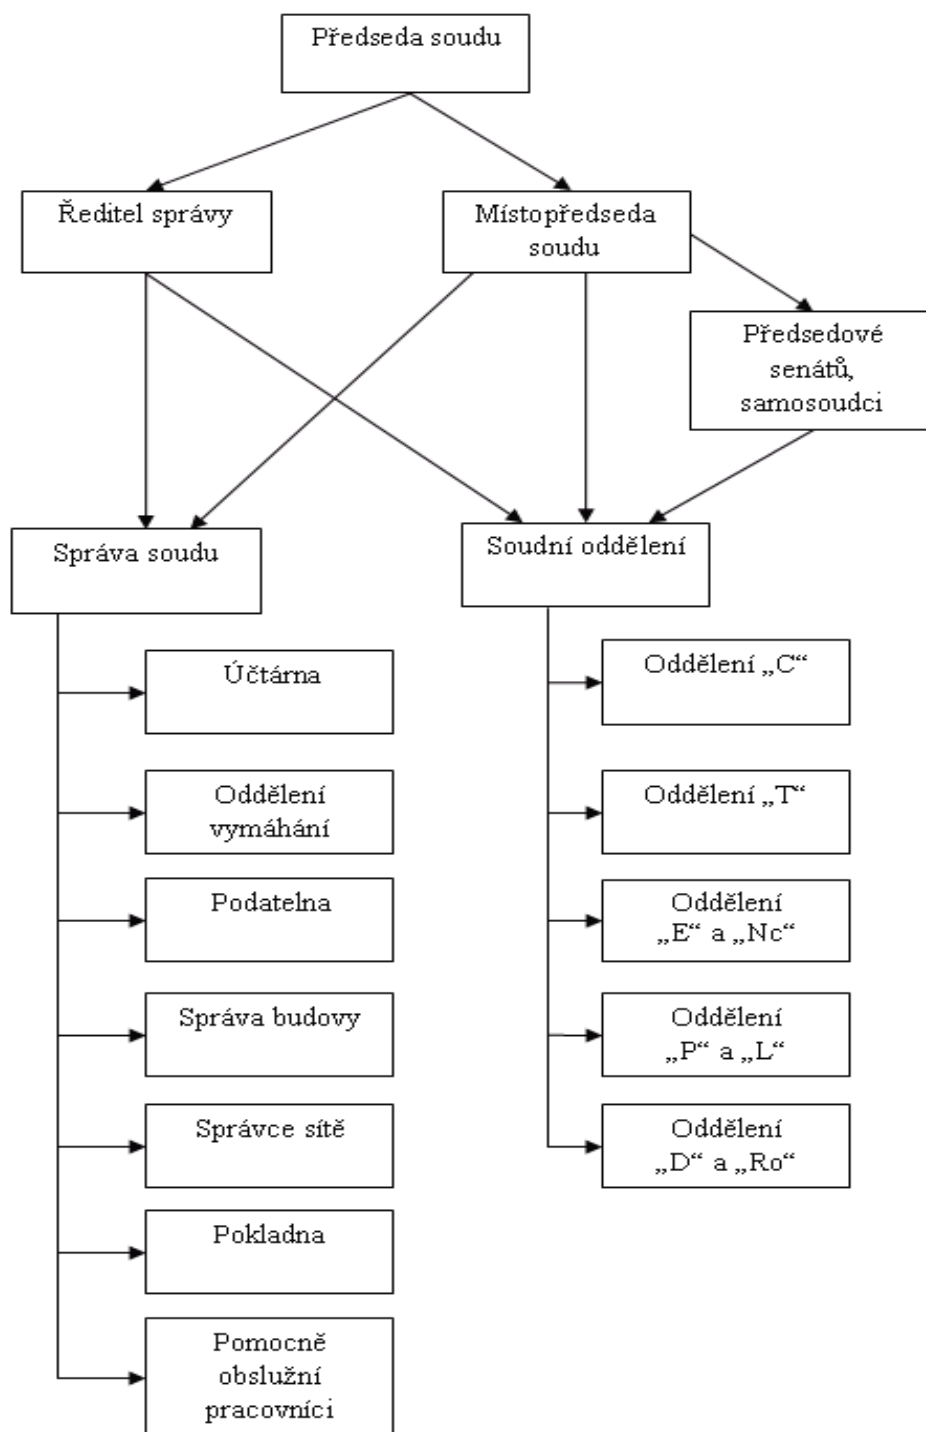 Předseda soudu
Ředitel správy
Místopředseda
soudu
Předsedové
senátů,
samosoudci
Správa soudu
Soudní oddělení
Účtárna
Oddělení
vymáhání
Podatelna
Správa budovy
Správce sítě
Pokladna
Pomocně
obslužní
pracovníci
Oddělení „C“
Oddělení „T“
Oddělení
„E“ a „Nc“
Oddělení
„P“ a „L“
Oddělení
„D“ a „Ro“